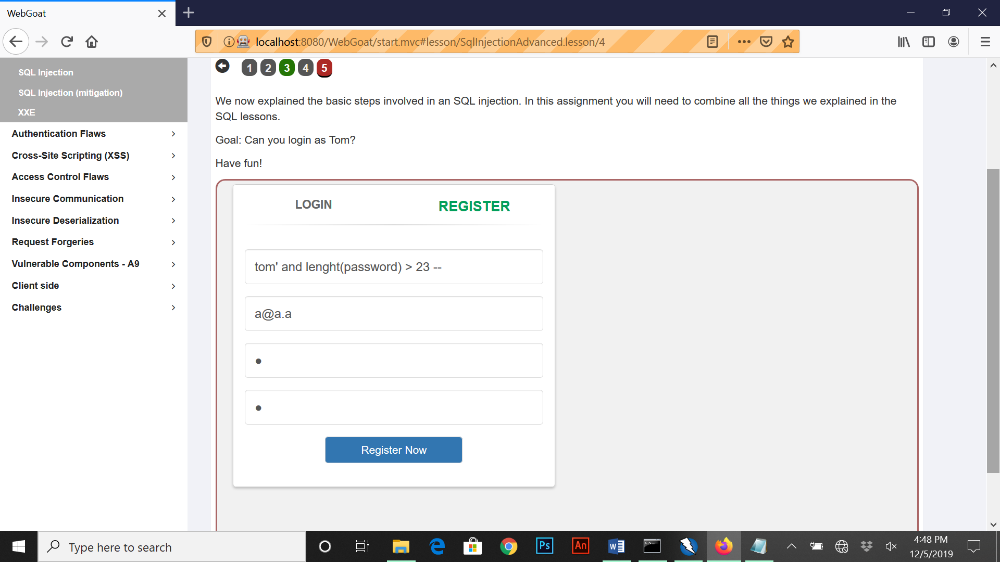 WebGoat
localhost:8080/WebGoat/start.mvc#lesson/SqlInjectionAdvanced.lesson/4
SQL Injection
SQL Injection (mitigation)
XXE
Authentication Flaws
Cross-Site Scripting (XSS)
Access Control Flaws
Insecure Communication
Insecure Deserialization
Request Forgeries
Vulnerable Components - A9
Client side
Challenges
1 2 3 4 5
We now explained the basic steps involved in an SQL injection. In this assignment you will need to combine all the things we explained in the
SQL lessons.
Goal: Can you login as Tom?
Have fun!
LOGIN REGISTER
tom' and lenght(password) > 23 --
a@a.a
Register Now
Type here to search
Ps
An
W
4:48 PM
12/5/2019